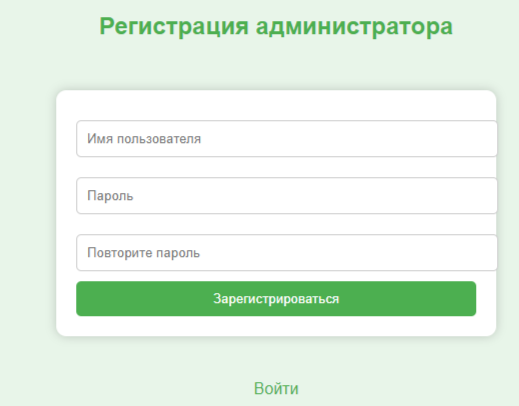 Регистрация администратора
Имя пользователя
Пароль
Повторите пароль
Зарегистрироваться
Войти